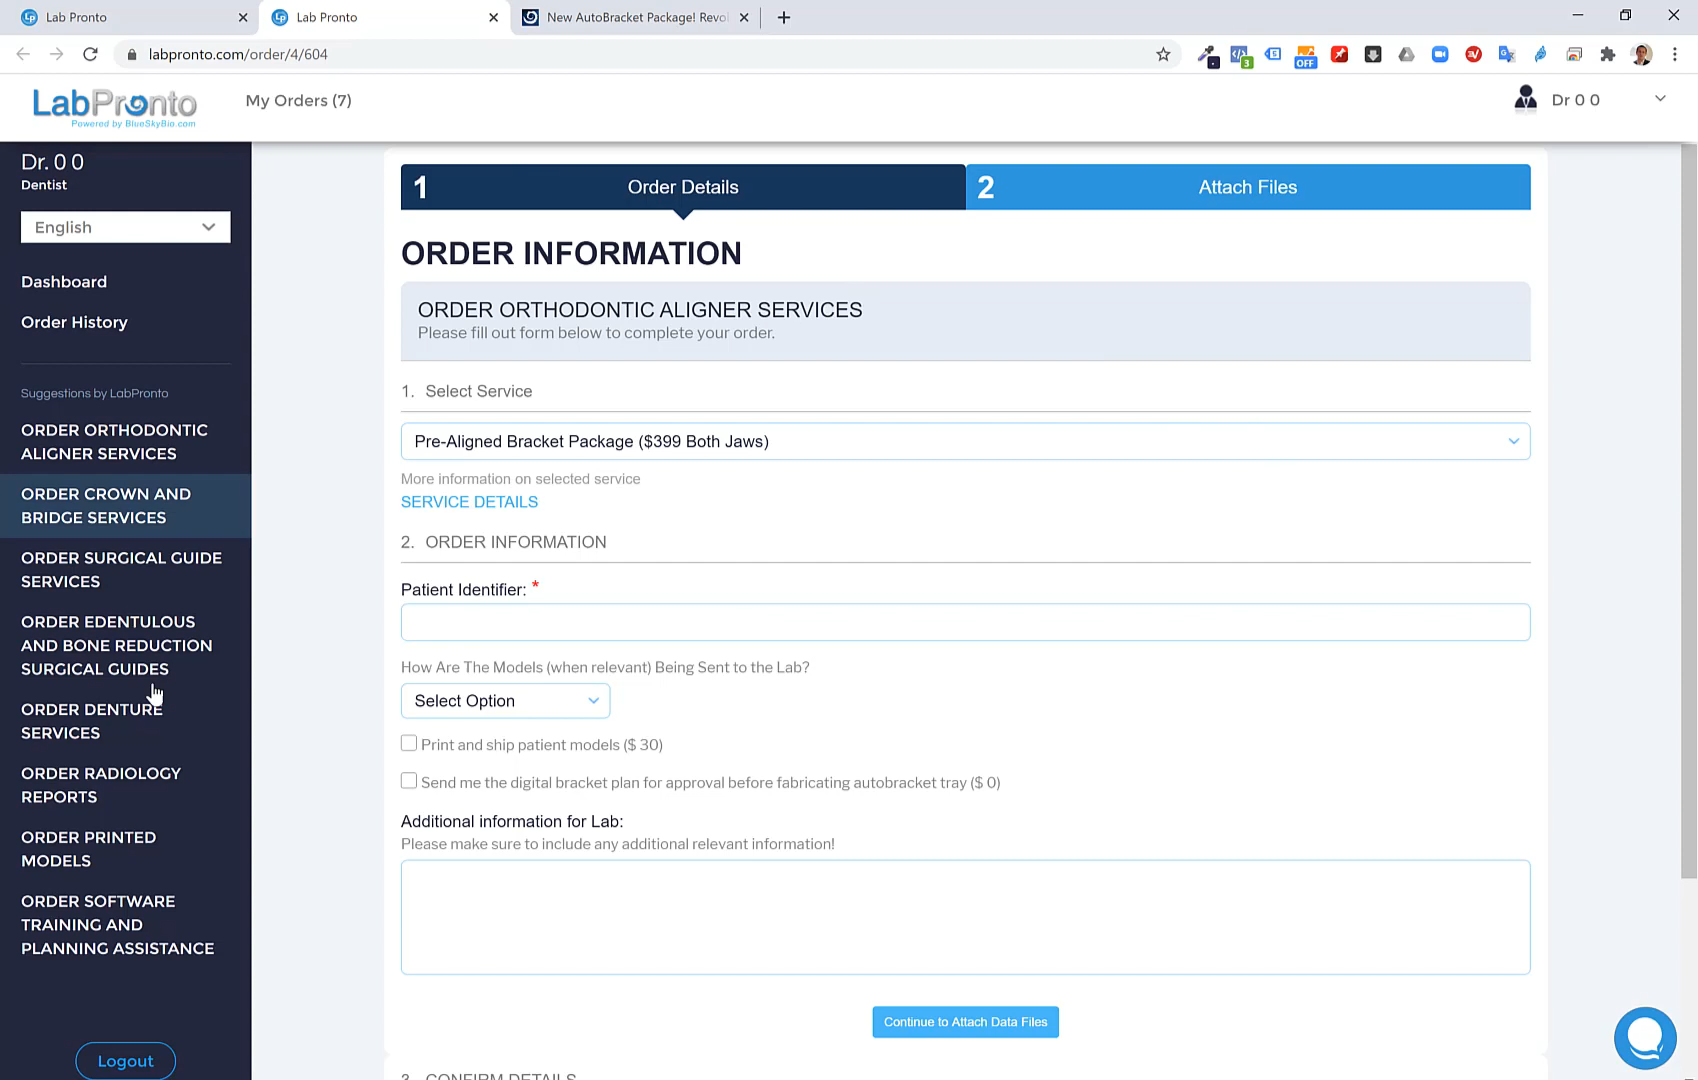 Lab Pronto
Lab Pronto
New AutoBracket Package! Revo
labpronto.com/order/4/604
3
OFF
LabPronto
Powered by BlueSkyBio.com
My Orders (7)
Dr 0 0
Dr. 0 0
Dentist
English
Dashboard
Order History
Suggestions by LabPronto
ORDER ORTHODONTIC
ALIGNER SERVICES
ORDER CROWN AND
BRIDGE SERVICES
ORDER SURGICAL GUIDE
SERVICES
ORDER EDENTULOUS
AND BONE REDUCTION
SURGICAL GUIDES
ORDER DENTURE
SERVICES
ORDER RADIOLOGY
REPORTS
ORDER PRINTED
MODELS
ORDER SOFTWARE
TRAINING AND
PLANNING ASSISTANCE
Logout
1 Order Details
2 Attach Files
ORDER INFORMATION
ORDER ORTHODONTIC ALIGNER SERVICES
Please fill out form below to complete your order.
1. Select Service
Pre-Aligned Bracket Package ($399 Both Jaws)
More information on selected service
SERVICE DETAILS
2. ORDER INFORMATION
Patient Identifier: *
How Are The Models (when relevant) Being Sent to the Lab?
Select Option
Print and ship patient models ($ 30)
Send me the digital bracket plan for approval before fabricating autobracket tray ($ 0)
Additional information for Lab:
Please make sure to include any additional relevant information!
Continue to Attach Data Files
3. CONFIRM DETAILS